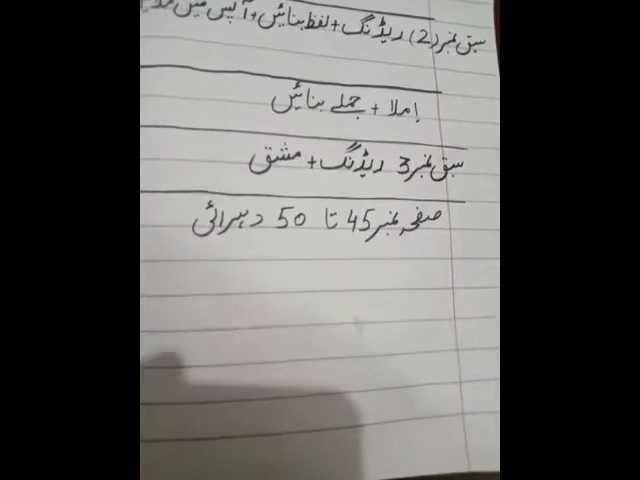 سبق نمبر (2) ریڈنگ + لفظ بنائیں + آپس میں
اِملا + جملے بنائیں
سبق نمبر 3 ریڈنگ + مشق
صفحہ نمبر 45 تا 50 دہرائی